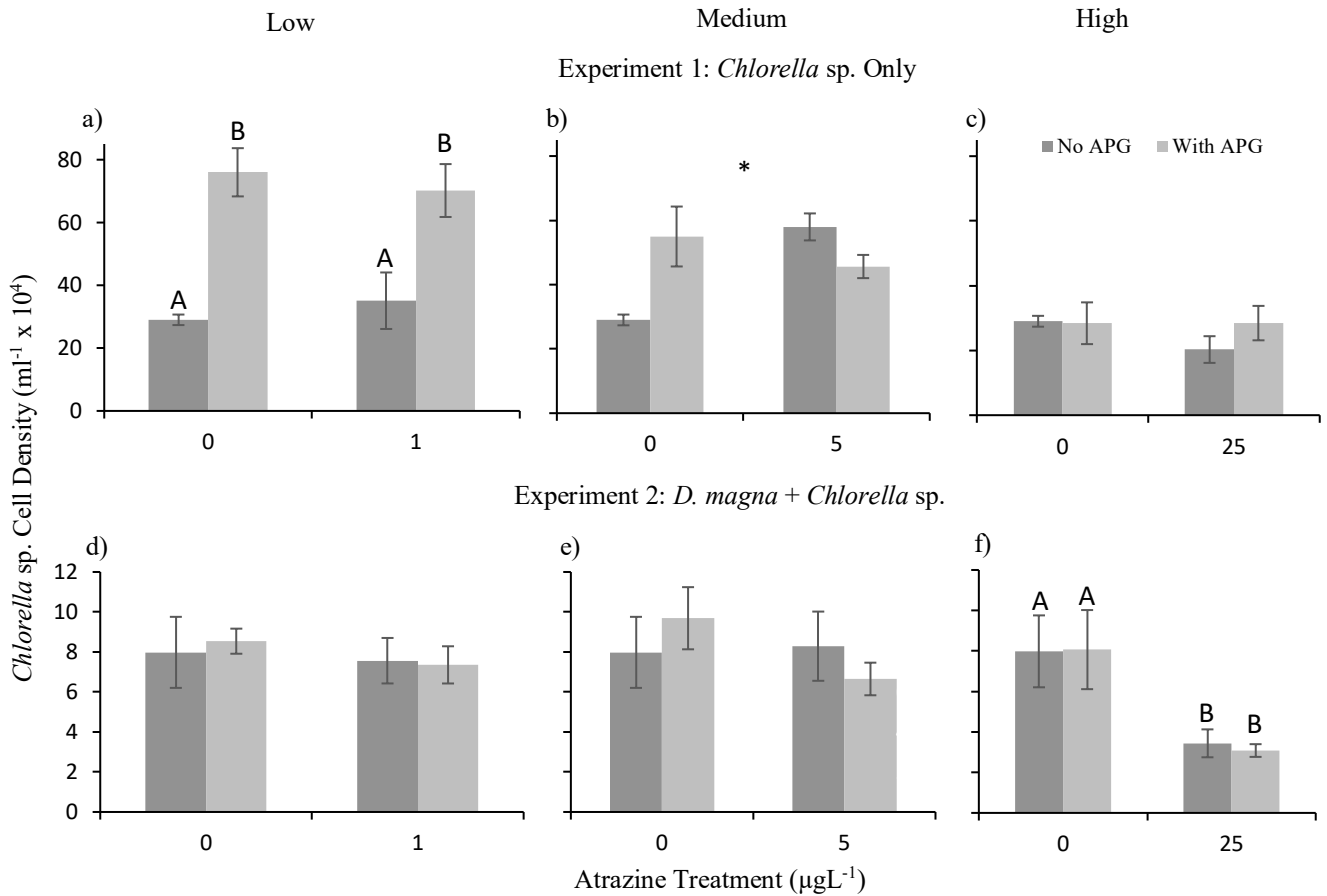 Low Medium High
Experiment 1: Chlorella sp. Only
a) b) c)
No APG With APG
B B
A A
*
80
60
40
20
0
0 1 0 5 0 25
Chlorella sp. Cell Density (ml⁻¹ x 10⁴)
Experiment 2: D. magna + Chlorella sp.
d) e) f)
A A
B B
12
10
8
6
4
2
0
0 1 0 5 0 25
Atrazine Treatment (µgL⁻¹)